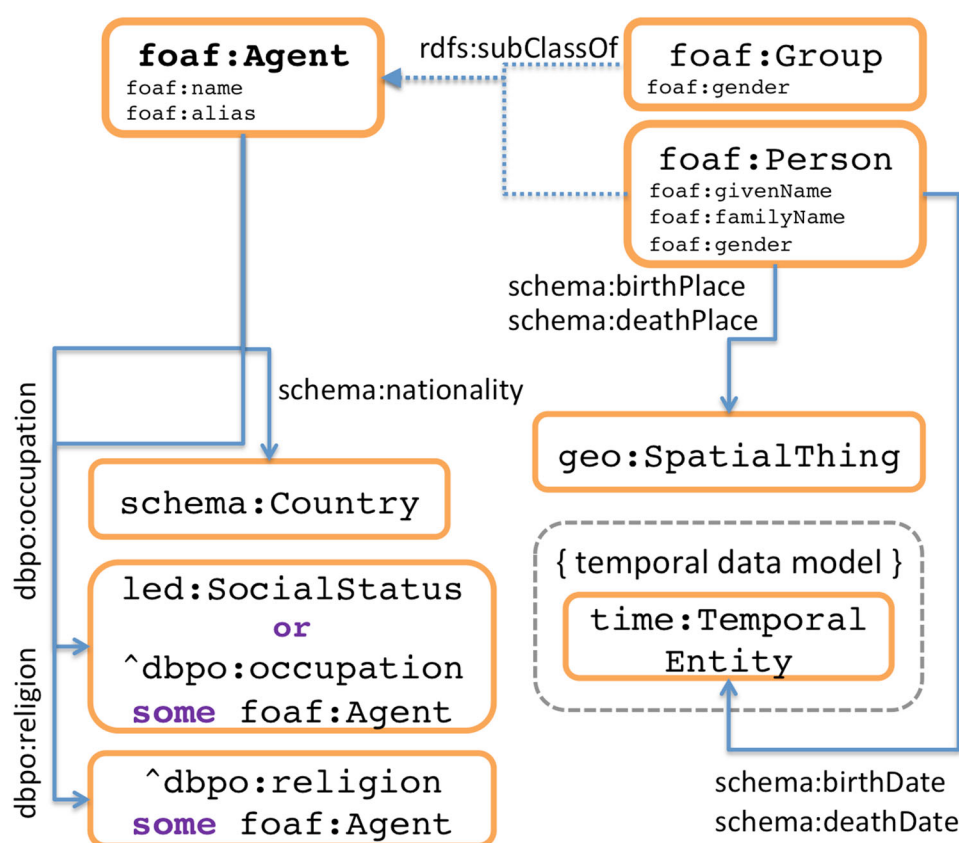 foaf:Agent
foaf:name
foaf:alias
rdfs:subClassOf
foaf:Group
foaf:gender
foaf:Person
foaf:givenName
foaf:familyName
foaf:gender
schema:birthPlace
schema:deathPlace
schema:nationality
dbpo:occupation
dbpo:religion
schema:Country
geo:SpatialThing
led:SocialStatus
or
^dbpo:occupation
some foaf:Agent
{ temporal data model }
time:Temporal
Entity
^dbpo:religion
some foaf:Agent
schema:birthDate
schema:deathDate